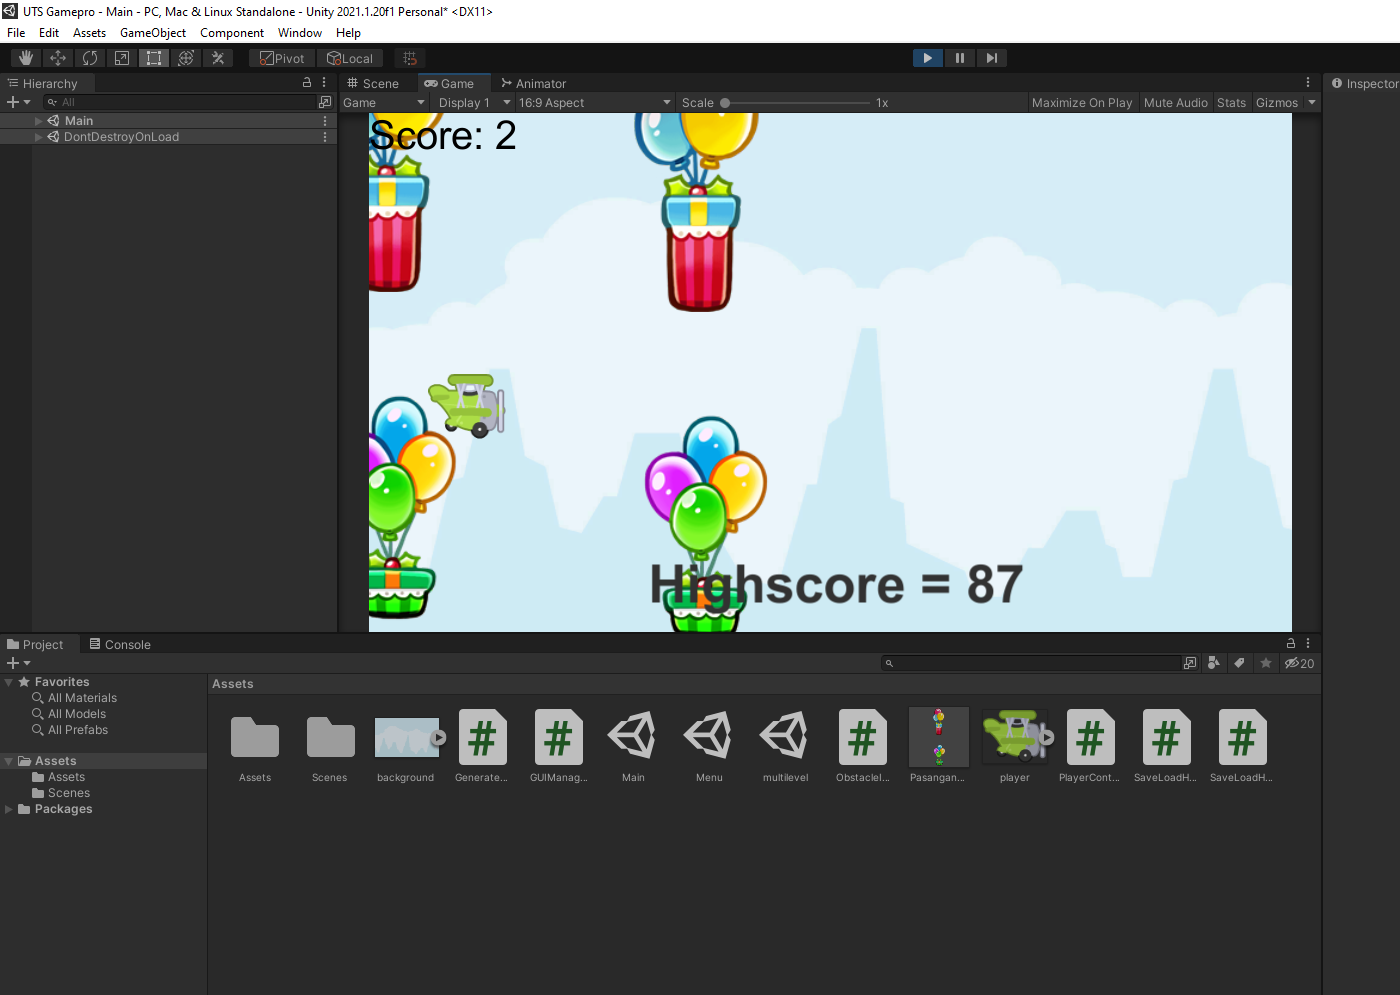 UTS Gamepro - Main - PC, Mac & Linux Standalone - Unity 2021.1.20f1 Personal* <DX11>
File Edit Assets GameObject Component Window Help
Pivot Local
Hierarchy
All
Main
DontDestroyOnLoad
Scene Game Animator
Game Display 1 16:9 Aspect Scale 1x Maximize On Play Mute Audio Stats Gizmos
Inspector
Score: 2
Highscore = 87
Project Console
20
Favorites
All Materials
All Models
All Prefabs
Assets
Assets
Scenes
Packages
Assets
Assets Scenes background Generate... GUIManag... Main Menu multilevel ObstacleI... Pasangan... player PlayerCont... SaveLoadH... SaveLoadH...